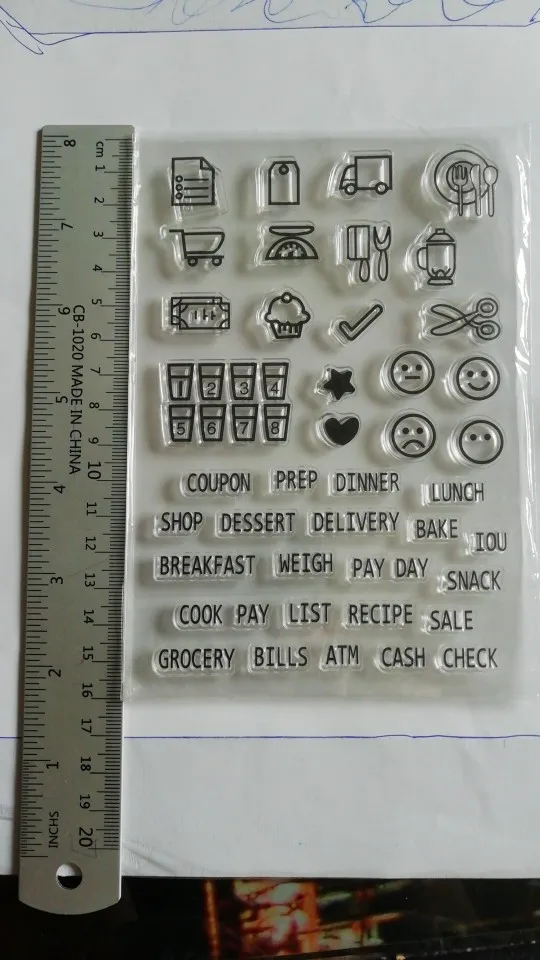 cm 1 2 3 4 5 6 7 8 9 10 11 12 13 14 15 16 17 18 19 20
8 7 6 5 4 3 2 1 INCHS
CB-1020 MADE IN CHINA
1 2 3 4
5 6 7 8
COUPON PREP DINNER LUNCH
SHOP DESSERT DELIVERY BAKE IOU
BREAKFAST WEIGH PAY DAY SNACK
COOK PAY LIST RECIPE SALE
GROCERY BILLS ATM CASH CHECK